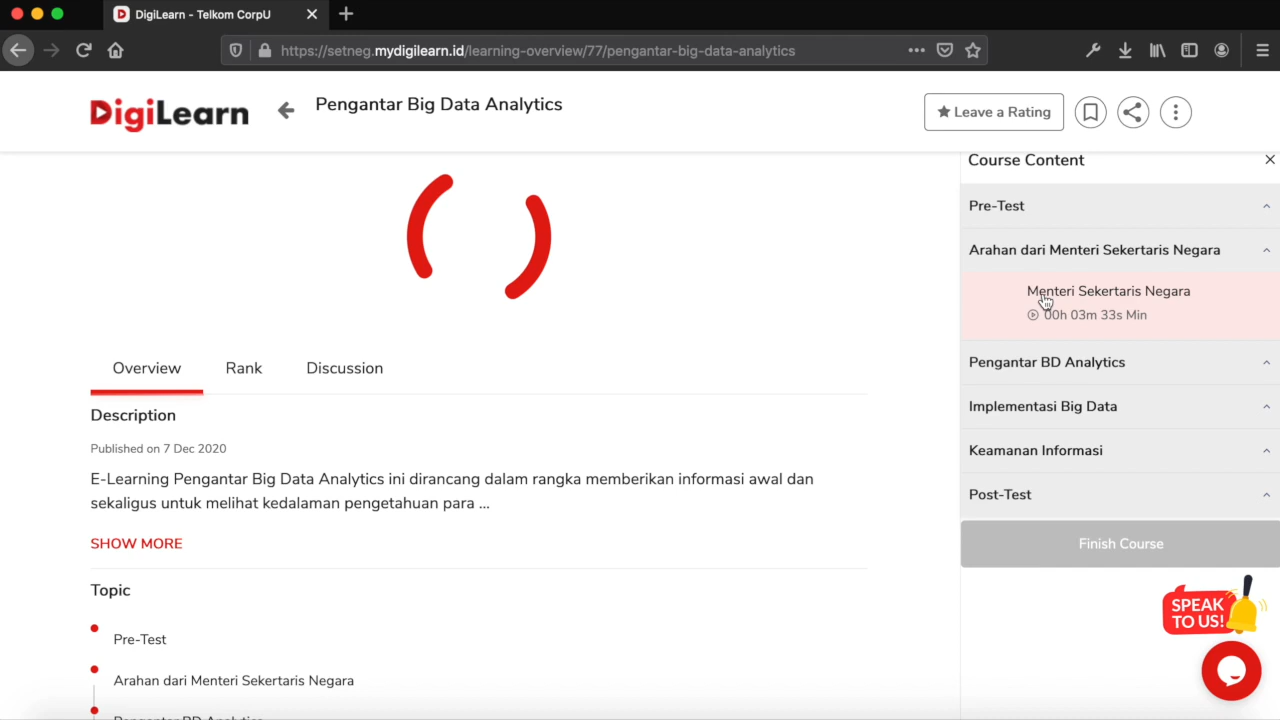 DigiLearn - Telkom CorpU
https://setneg.mydigilearn.id/learning-overview/77/pengantar-big-data-analytics
DigiLearn
Pengantar Big Data Analytics
Leave a Rating
Course Content
Pre-Test
Arahan dari Menteri Sekertaris Negara
Menteri Sekertaris Negara
00h 03m 33s Min
Pengantar BD Analytics
Implementasi Big Data
Keamanan Informasi
Post-Test
Finish Course
Overview
Rank
Discussion
Description
Published on 7 Dec 2020
E-Learning Pengantar Big Data Analytics ini dirancang dalam rangka memberikan informasi awal dan
sekaligus untuk melihat kedalaman pengetahuan para ...
SHOW MORE
Topic
Pre-Test
Arahan dari Menteri Sekertaris Negara
Pengantar BD Analytics
SPEAK
TO US!